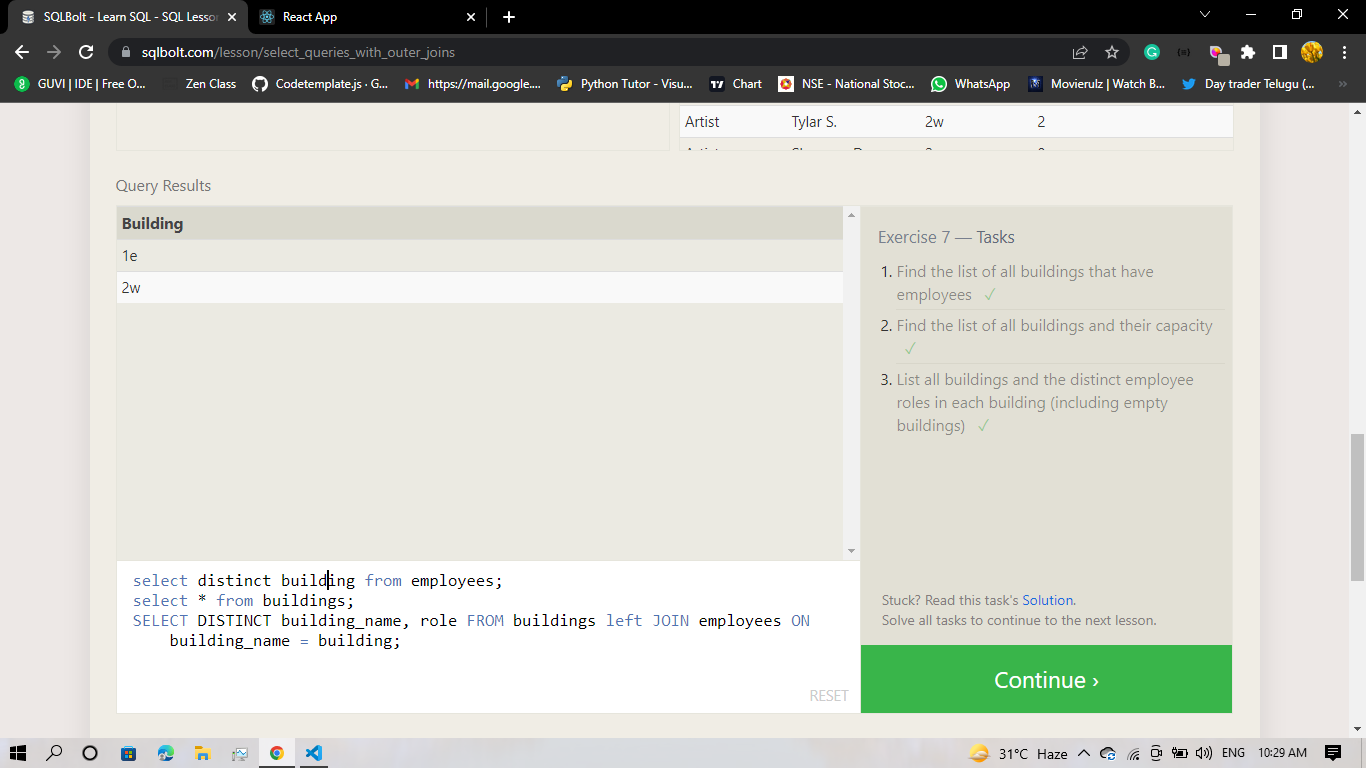 SQLBolt - Learn SQL - SQL Lesson
React App
sqlbolt.com/lesson/select_queries_with_outer_joins
GUVI | IDE | Free O...
Zen Class
Codetemplate.js · G...
https://mail.google....
Python Tutor - Visu...
Chart
NSE - National Stoc...
WhatsApp
Movierulz | Watch B...
Day trader Telugu (...
Artist Tylar S. 2w 2
Query Results
Building
1e
2w
Exercise 7 — Tasks
1. Find the list of all buildings that have
employees ✓
2. Find the list of all buildings and their capacity
✓
3. List all buildings and the distinct employee
roles in each building (including empty
buildings) ✓
select distinct building from employees;
select * from buildings;
SELECT DISTINCT building_name, role FROM buildings left JOIN employees ON
building_name = building;
RESET
Stuck? Read this task's Solution.
Solve all tasks to continue to the next lesson.
Continue ›
31°C Haze
ENG
10:29 AM